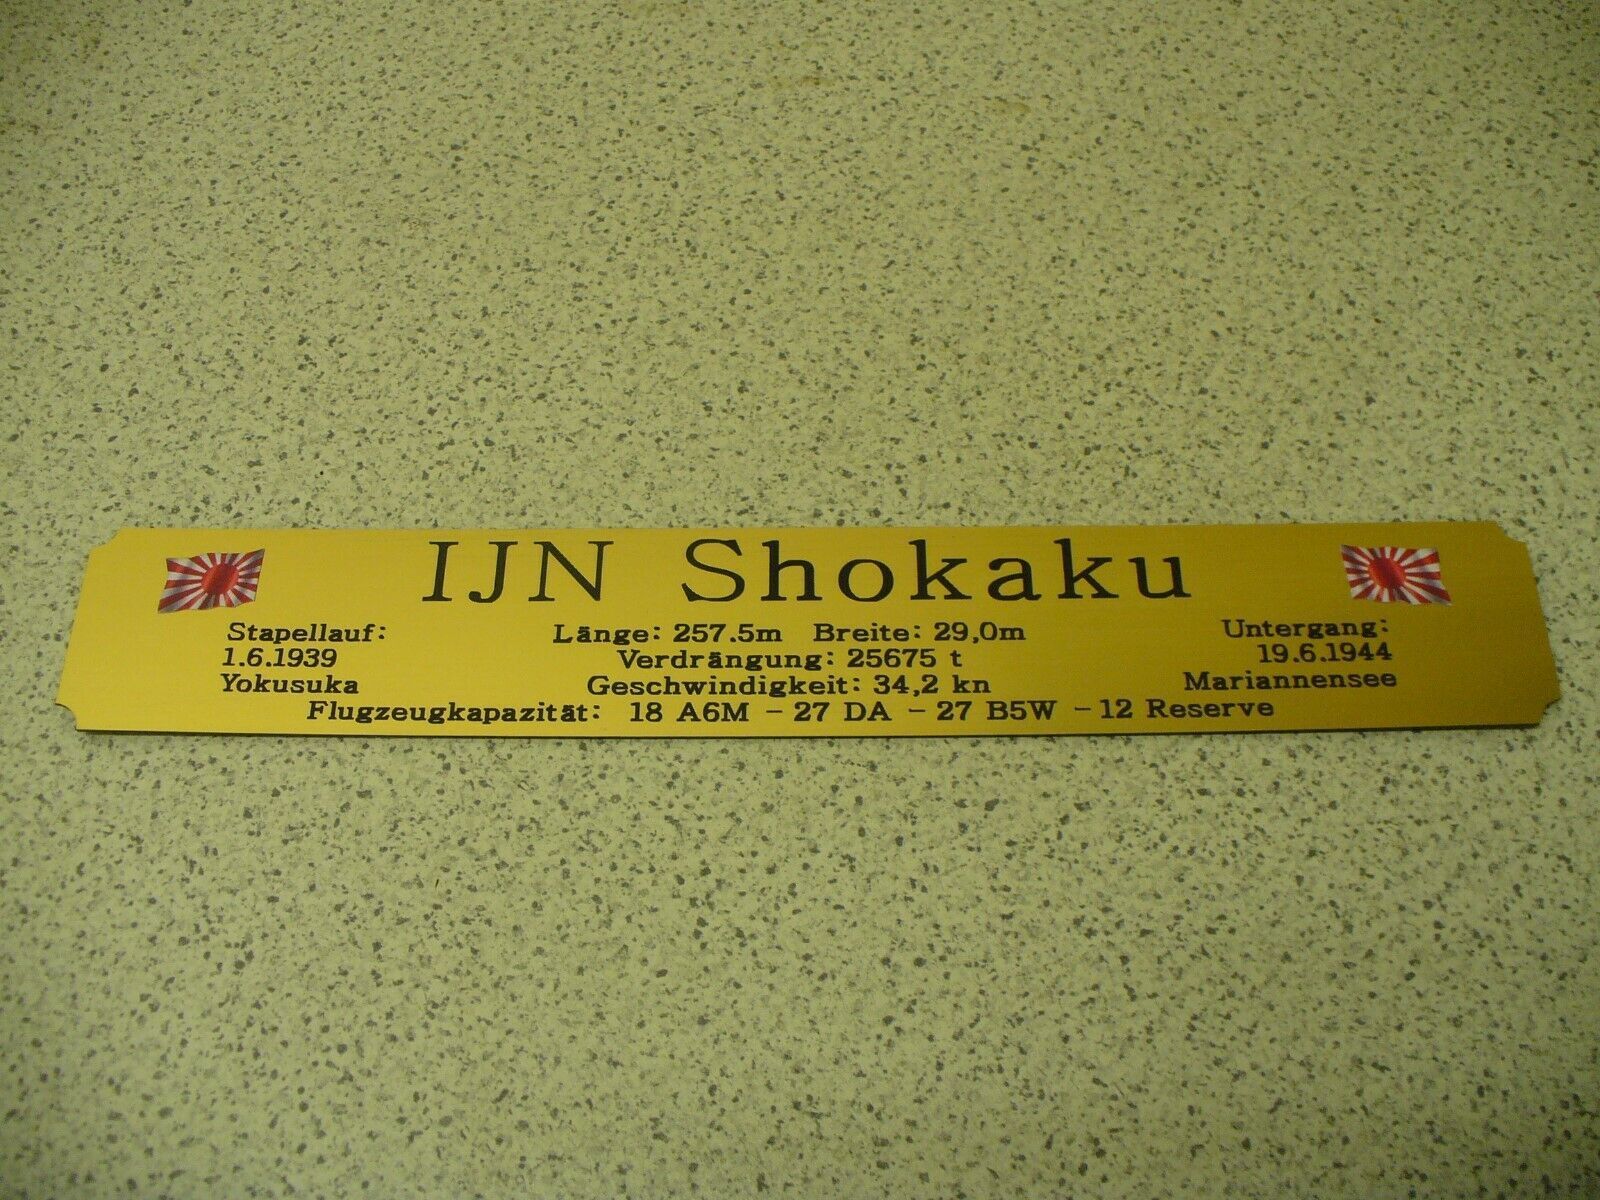 IJN Shokaku
Stapellauf: Länge: 257.5m Breite: 29,0m Untergang:
1.6.1939 Verdrängung: 25675 t 19.6.1944
Yokusuka Geschwindigkeit: 34,2 kn Mariannensee
Flugzeugkapazität: 18 A6M - 27 DA - 27 B5W - 12 Reserve